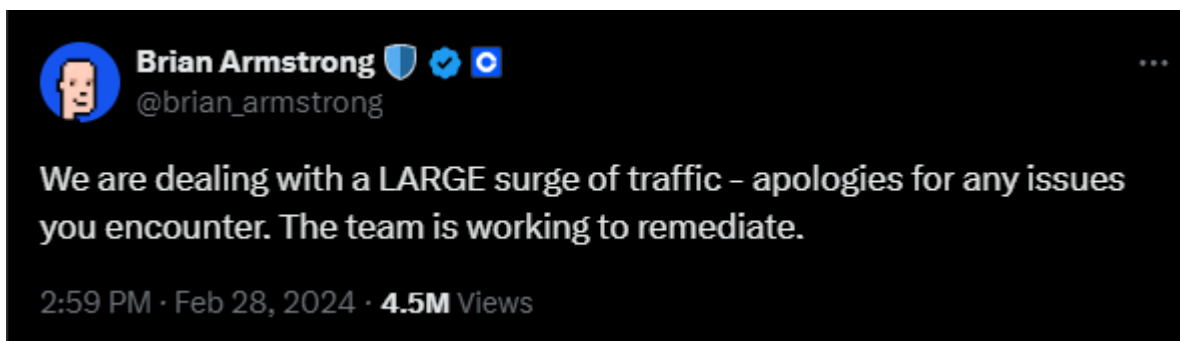 Brian Armstrong
@brian_armstrong
We are dealing with a LARGE surge of traffic – apologies for any issues
you encounter. The team is working to remediate.
2:59 PM · Feb 28, 2024 · 4.5M Views